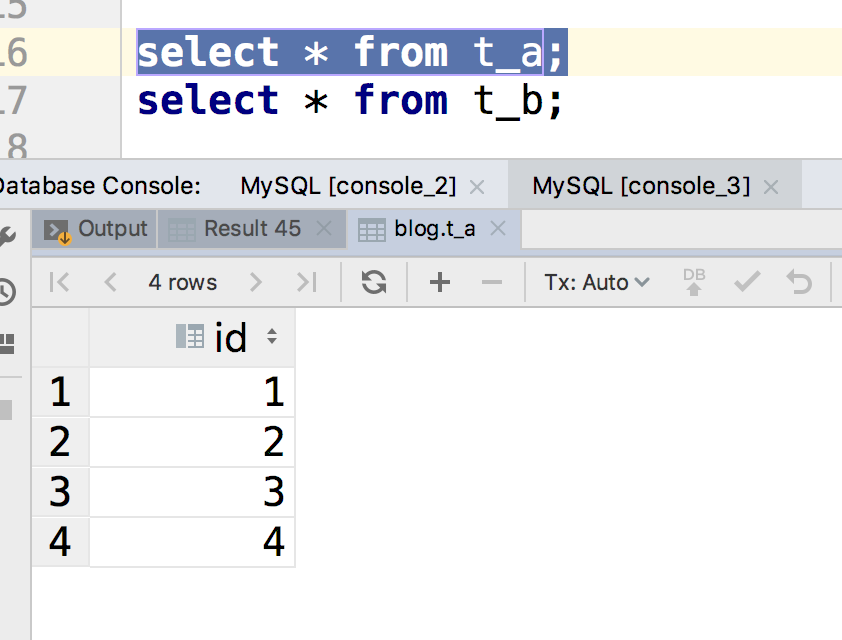 15
16 select * from t_a;
17 select * from t_b;
18
Database Console: MySQL [console_2] MySQL [console_3]
Output Result 45 blog.t_a
4 rows Tx: Auto DB
id
1 1
2 2
3 3
4 4